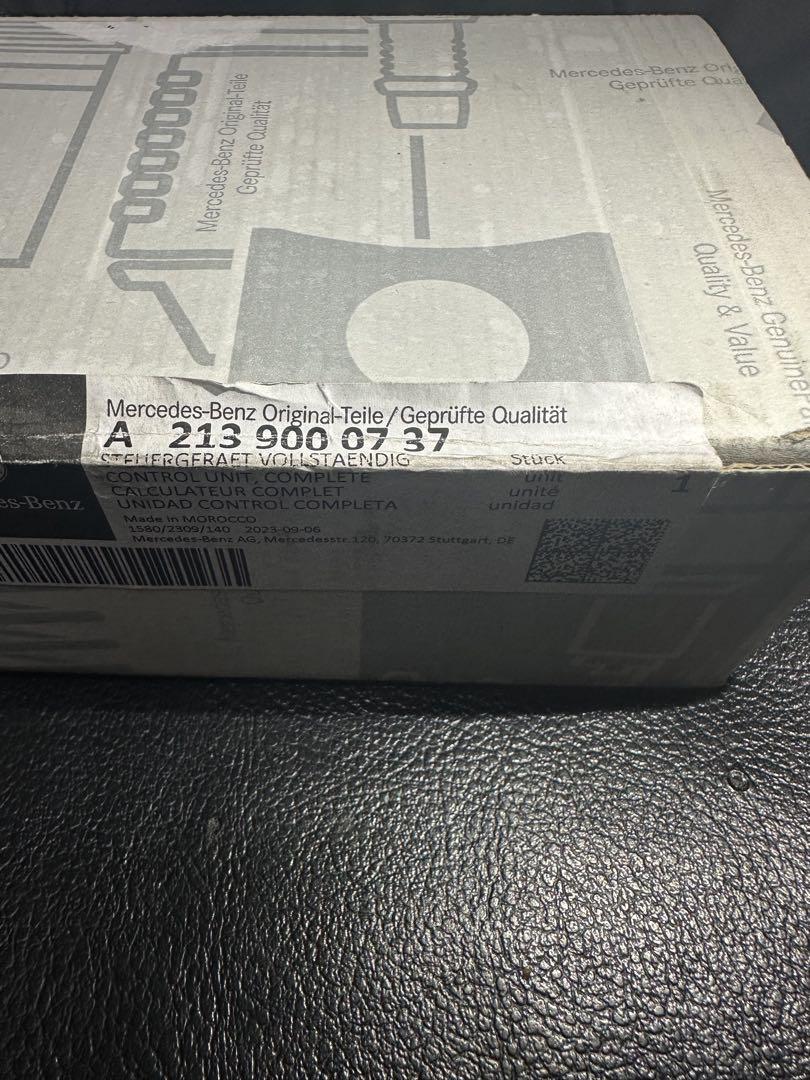 Mercedes-Benz Original-Teile
Geprüfte Qualität
Mercedes-Benz
Geprüfte
Mercedes-Benz Genuine
Quality & Value
Mercedes-Benz Original-Teile/Geprüfte Qualität
A 213 900 07 37
STEUERGERAET VOLLSTAENDIG Stück
CONTROL UNIT, COMPLETE unit
CALCULATEUR COMPLET unité 1
UNIDAD CONTROL COMPLETA unidad
Made in MOROCCO
1580/2309/140 2023-09-06
Mercedes-Benz AG, Mercedesstr.120, 70372 Stuttgart, DE
es-Benz